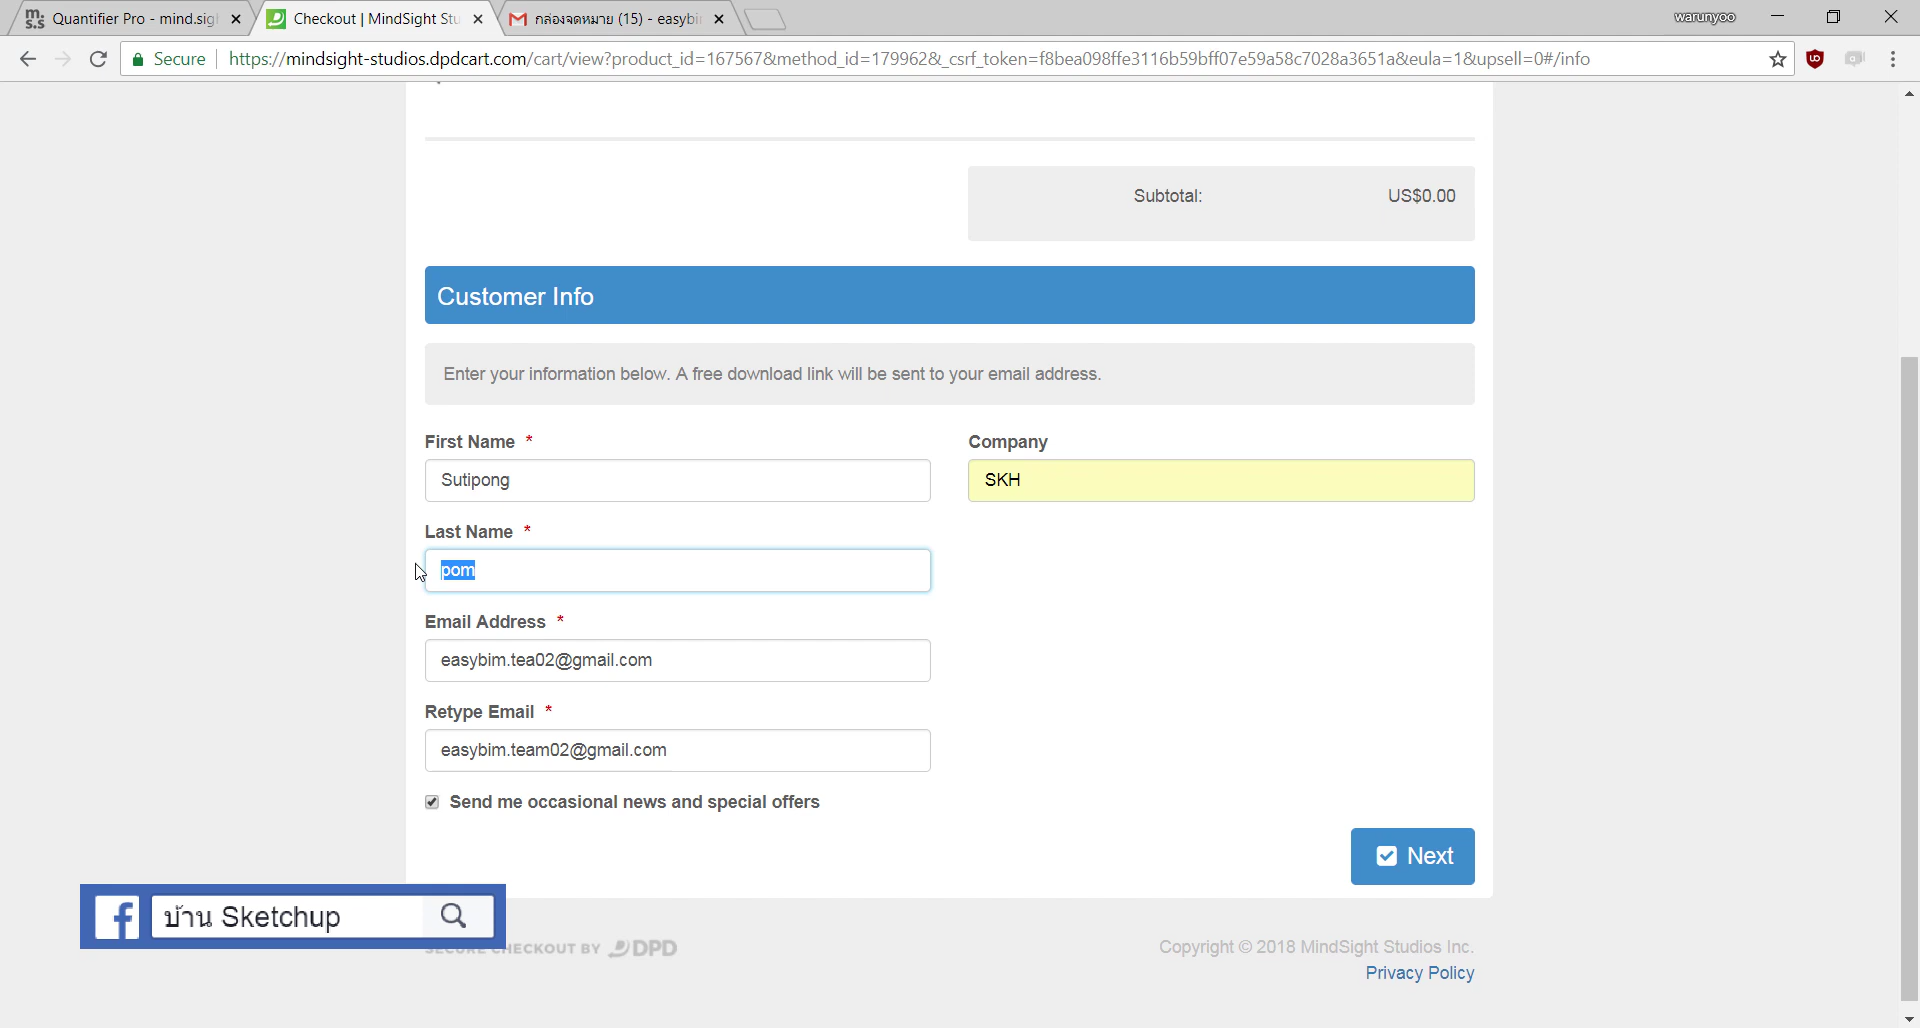 Quantifier Pro - mind.sigl
Checkout | MindSight Stu
กล่องจดหมาย (15) - easybi
warunyoo
Secure https://mindsight-studios.dpdcart.com/cart/view?product_id=167567&method_id=179962&_csrf_token=f8bea098ffe3116b59bff07e59a58c7028a3651a&eula=1&upsell=0#/info
Subtotal: US$0.00
Customer Info
Enter your information below. A free download link will be sent to your email address.
First Name *
Sutipong
Company
SKH
Last Name *
pom
Email Address *
easybim.tea02@gmail.com
Retype Email *
easybim.team02@gmail.com
Send me occasional news and special offers
Next
บ้าน Sketchup
SECURE CHECKOUT BY DPD
Copyright © 2018 MindSight Studios Inc.
Privacy Policy